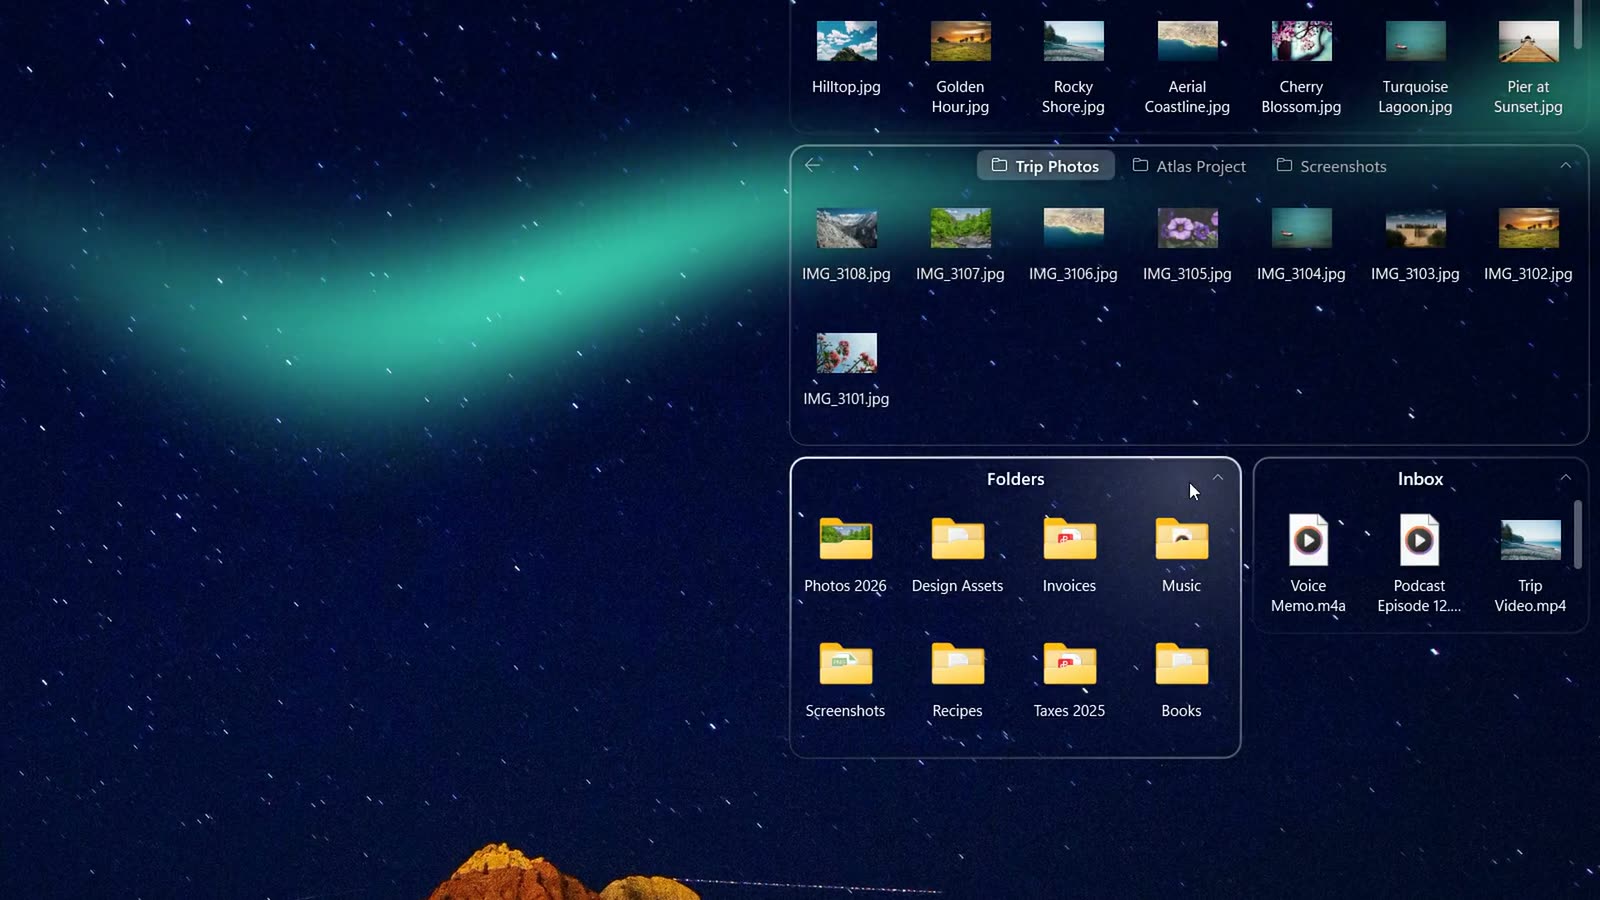 Hilltop.jpg
Golden
Hour.jpg
Rocky
Shore.jpg
Aerial
Coastline.jpg
Cherry
Blossom.jpg
Turquoise
Lagoon.jpg
Pier at
Sunset.jpg
Trip Photos
Atlas Project
Screenshots
IMG_3108.jpg
IMG_3107.jpg
IMG_3106.jpg
IMG_3105.jpg
IMG_3104.jpg
IMG_3103.jpg
IMG_3102.jpg
IMG_3101.jpg
Folders
Photos 2026
Design Assets
Invoices
Music
Screenshots
Recipes
Taxes 2025
Books
Inbox
Voice
Memo.m4a
Podcast
Episode 12....
Trip
Video.mp4